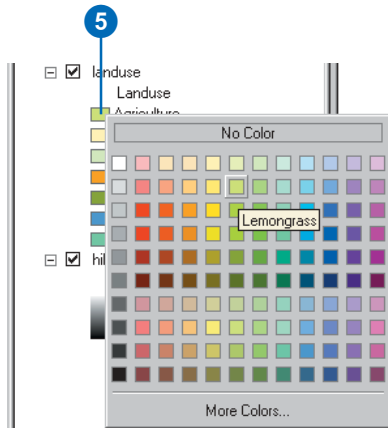 5
landuse
Landuse
Agriculture
No Color
Lemongrass
hil
More Colors...